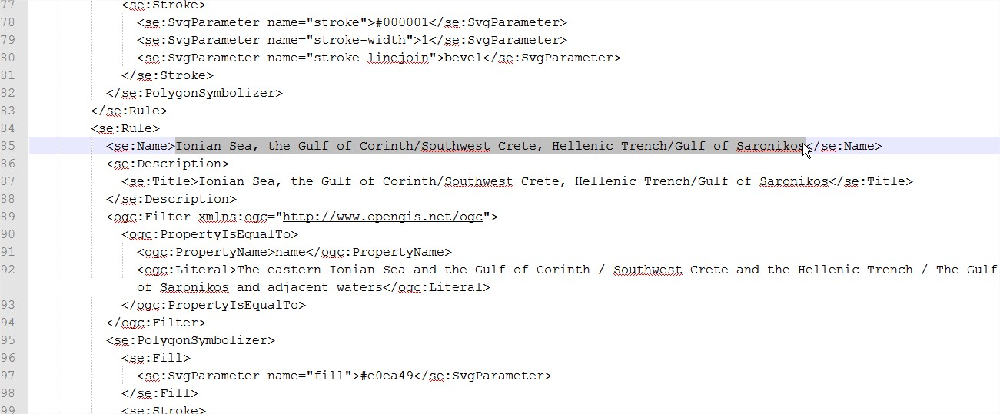 77 <se:Stroke>
78 <se:SvgParameter name="stroke">#000001</se:SvgParameter>
79 <se:SvgParameter name="stroke-width">1</se:SvgParameter>
80 <se:SvgParameter name="stroke-linejoin">bevel</se:SvgParameter>
81 </se:Stroke>
82 </se:PolygonSymbolizer>
83 </se:Rule>
84 <se:Rule>
85 <se:Name>Ionian Sea, the Gulf of Corinth/Southwest Crete, Hellenic Trench/Gulf of Saronikos</se:Name>
86 <se:Description>
87 <se:Title>Ionian Sea, the Gulf of Corinth/Southwest Crete, Hellenic Trench/Gulf of Saronikos</se:Title>
88 </se:Description>
89 <ogc:Filter xmlns:ogc="http://www.opengis.net/ogc">
90 <ogc:PropertyIsEqualTo>
91 <ogc:PropertyName>name</ogc:PropertyName>
92 <ogc:Literal>The eastern Ionian Sea and the Gulf of Corinth / Southwest Crete and the Hellenic Trench / The Gulf
of Saronikos and adjacent waters</ogc:Literal>
93 </ogc:PropertyIsEqualTo>
94 </ogc:Filter>
95 <se:PolygonSymbolizer>
96 <se:Fill>
97 <se:SvgParameter name="fill">#e0ea49</se:SvgParameter>
98 </se:Fill>
99 <se:Stroke>